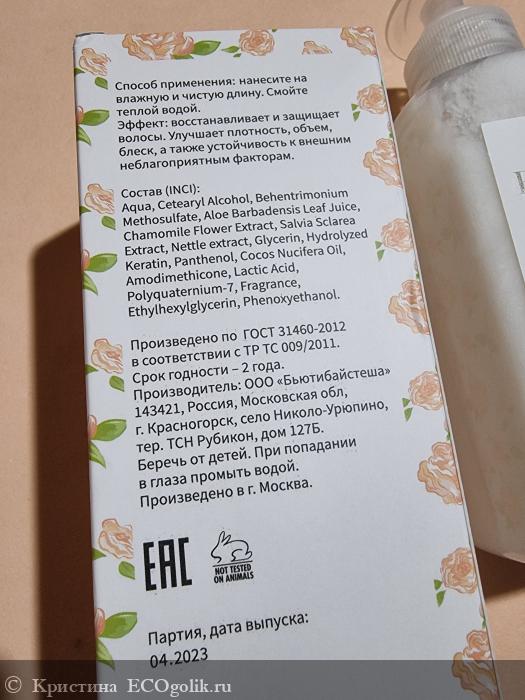 Способ применения: нанесите на
влажную и чистую длину. Смойте
теплой водой.
Эффект: восстанавливает и защищает
волосы. Улучшает плотность, объем,
блеск, а также устойчивость к внешним
неблагоприятным факторам.
Состав (INCI):
Aqua, Cetearyl Alcohol, Behentrimonium
Methosulfate, Aloe Barbadensis Leaf Juice,
Chamomile Flower Extract, Salvia Sclarea
Extract, Nettle extract, Glycerin, Hydrolyzed
Keratin, Panthenol, Cocos Nucifera Oil,
Amodimethicone, Lactic Acid,
Polyquaternium-7, Fragrance,
Ethylhexylglycerin, Phenoxyethanol.
Произведено по ГОСТ 31460-2012
в соответствии с ТР ТС 009/2011.
Срок годности – 2 года.
Производитель: ООО «Бьютибайстеша»
143421, Россия, Московская обл,
г. Красногорск, село Николо-Урюпино,
тер. ТСН Рубикон, дом 127Б.
Беречь от детей. При попадании
в глаза промыть водой.
Произведено в г. Москва.
EAC
NOT TESTED
ON ANIMALS
Партия, дата выпуска:
04.2023
© Кристина ECOgolik.ru